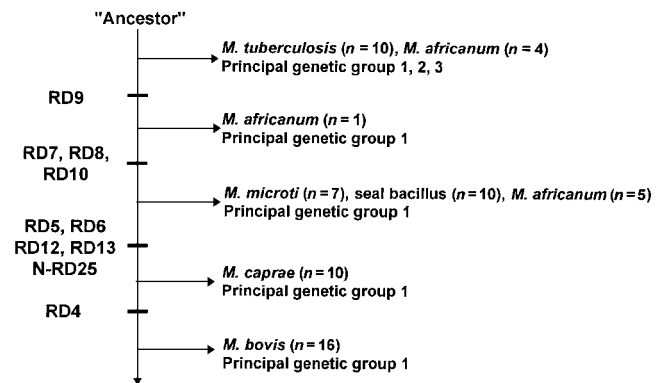 "Ancestor"
M. tuberculosis (n = 10), M. africanum (n = 4)
Principal genetic group 1, 2, 3
RD9
M. africanum (n = 1)
Principal genetic group 1
RD7, RD8,
RD10
M. microti (n = 7), seal bacillus (n = 10), M. africanum (n = 5)
Principal genetic group 1
RD5, RD6
RD12, RD13
N-RD25
M. caprae (n = 10)
Principal genetic group 1
RD4
M. bovis (n = 16)
Principal genetic group 1